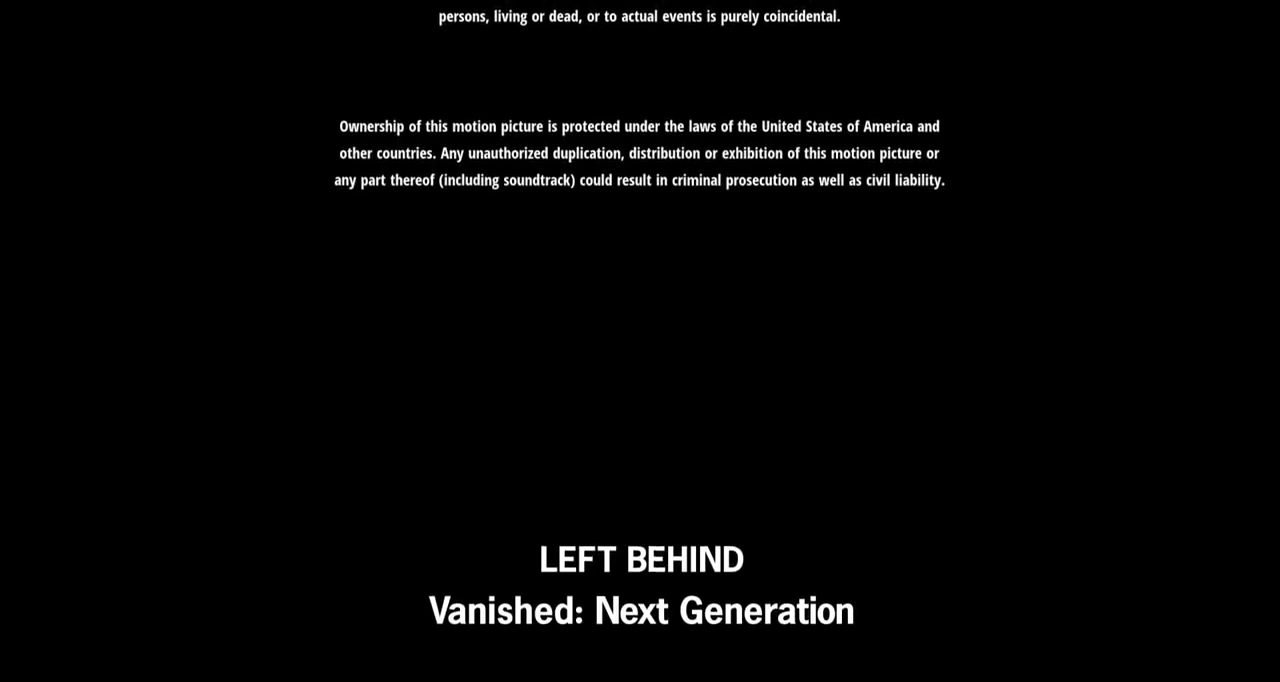 persons, living or dead, or to actual events is purely coincidental.
Ownership of this motion picture is protected under the laws of the United States of America and
other countries. Any unauthorized duplication, distribution or exhibition of this motion picture or
any part thereof (including soundtrack) could result in criminal prosecution as well as civil liability.
LEFT BEHIND
Vanished: Next Generation